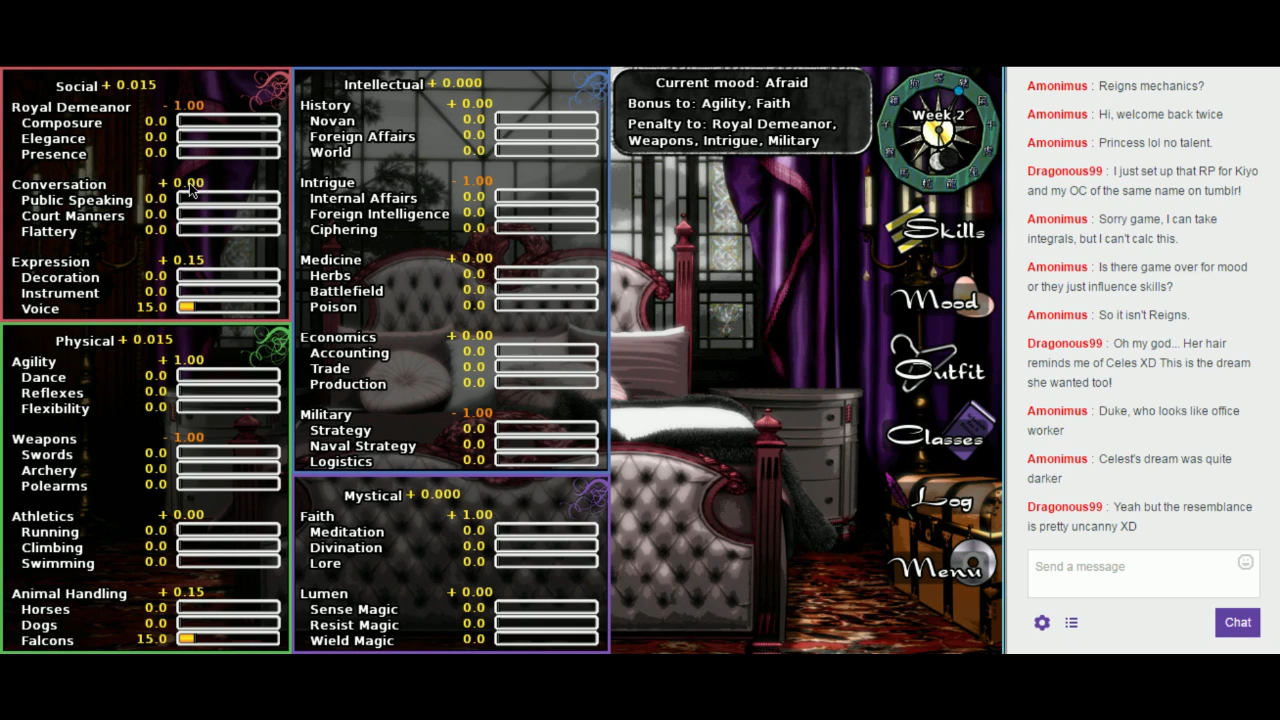 Social + 0.015
Royal Demeanor - 1.00
Composure 0.0
Elegance 0.0
Presence 0.0
Conversation + 0.00
Public Speaking 0.0
Court Manners 0.0
Flattery 0.0
Expression + 0.15
Decoration 0.0
Instrument 0.0
Voice 15.0
Physical + 0.015
Agility + 1.00
Dance 0.0
Reflexes 0.0
Flexibility 0.0
Weapons - 1.00
Swords 0.0
Archery 0.0
Polearms 0.0
Athletics + 0.00
Running 0.0
Climbing 0.0
Swimming 0.0
Animal Handling + 0.15
Horses 0.0
Dogs 0.0
Falcons 15.0
Intellectual + 0.000
History + 0.00
Novan 0.0
Foreign Affairs 0.0
World 0.0
Intrigue - 1.00
Internal Affairs 0.0
Foreign Intelligence 0.0
Ciphering 0.0
Medicine + 0.00
Herbs 0.0
Battlefield 0.0
Poison 0.0
Economics + 0.00
Accounting 0.0
Trade 0.0
Production 0.0
Military - 1.00
Strategy 0.0
Naval Strategy 0.0
Logistics 0.0
Mystical + 0.000
Faith + 1.00
Meditation 0.0
Divination 0.0
Lore 0.0
Lumen + 0.00
Sense Magic 0.0
Resist Magic 0.0
Wield Magic 0.0
Current mood: Afraid
Bonus to: Agility, Faith
Penalty to: Royal Demeanor,
Weapons, Intrigue, Military
Week 2
Skills
Mood
Outfit
Classes
Log
Menu
Amonimus : Reigns mechanics?
Amonimus : Hi, welcome back twice
Amonimus : Princess lol no talent.
Dragonous99 : I just set up that RP for Kiyo
and my OC of the same name on tumblr!
Amonimus : Sorry game, I can take
integrals, but I can't calc this.
Amonimus : Is there game over for mood
or they just influence skills?
Amonimus : So it isn't Reigns.
Dragonous99 : Oh my god... Her hair
reminds me of Celes XD This is the dream
she wanted too!
Amonimus : Duke, who looks like office
worker
Amonimus : Celest's dream was quite
darker
Dragonous99 : Yeah but the resemblance
is pretty uncanny XD
Send a message
Chat